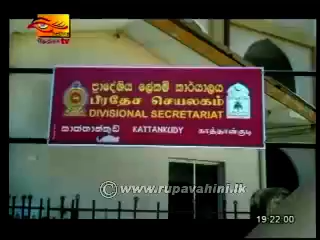 ප්‍රාදේශීය ලේකම් කාර්යාලය
பிரதேச செயலகம்
DIVISIONAL SECRETARIAT
කාත්තාන්කුඩි KATTANKUDY காத்தான்குடி
©www.rupavahini.lk
19:22:00